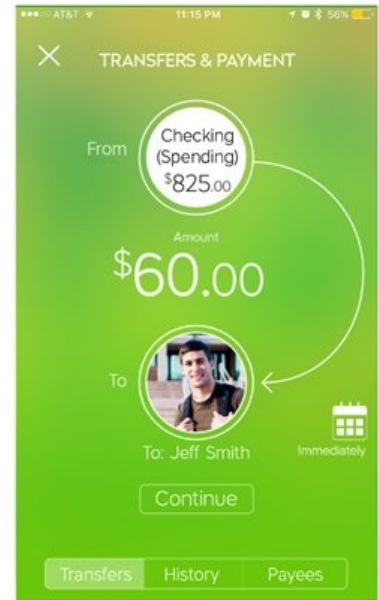 AT&T 11:15 PM 56%
TRANSFERS & PAYMENT
From
Checking
(Spending)
$825.00
Amount
$60.00
To
To: Jeff Smith
Immediately
Continue
Transfers History Payees